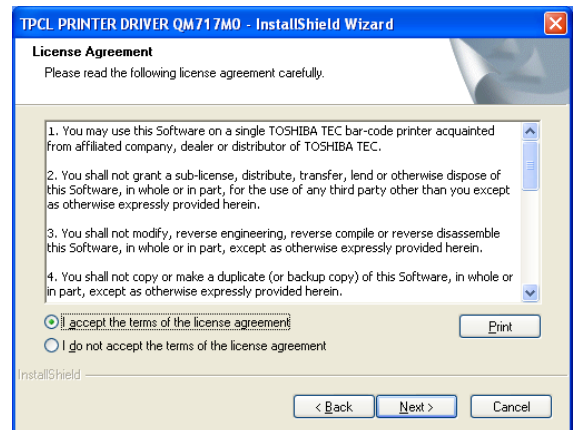 TPCL PRINTER DRIVER QM717M0 - InstallShield Wizard
License Agreement
Please read the following license agreement carefully.
1. You may use this Software on a single TOSHIBA TEC bar-code printer acquainted
from affiliated company, dealer or distributor of TOSHIBA TEC.
2. You shall not grant a sub-license, distribute, transfer, lend or otherwise dispose of
this Software, in whole or in part, for the use of any third party other than you except
as otherwise expressly provided herein.
3. You shall not modify, reverse engineering, reverse compile or reverse disassemble
this Software, in whole or in part, except as otherwise expressly provided herein.
4. You shall not copy or make a duplicate (or backup copy) of this Software, in whole or
in part, except as otherwise expressly provided herein.
I accept the terms of the license agreement
Print
I do not accept the terms of the license agreement
InstallShield
< Back
Next >
Cancel